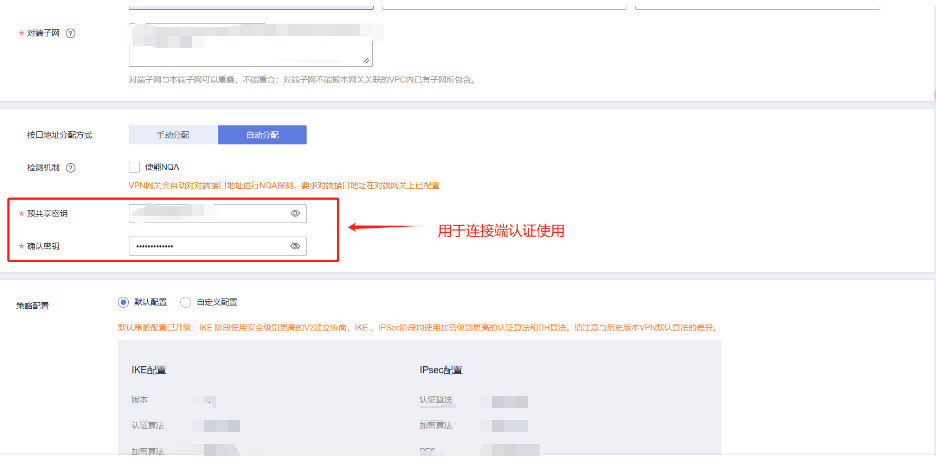 * 对端子网 ?
对端子网与本端子网可以重叠，不能重合；对端子网不能被本网关关联的VPC内已有子网所包含。
接口地址分配方式 手动分配 自动分配
检测机制 ? 使能NQA
VPN网关会自动对对端接口地址进行NQA探测，要求对端接口地址在对端网关上已配置
* 预共享密钥
用于连接端认证使用
* 确认密钥 •••••••••••••
策略配置 默认配置 自定义配置
默认策略配置已升级：IKE 阶段使用安全级别更高的V2建立协商，IKE 、IPSec阶段均使用加密级别更高的认证算法和DH算法。请注意与历史版本VPN默认算法的差异。
IKE配置 IPsec配置
版本 认证算法
认证算法 加密算法
加密算法 PFS